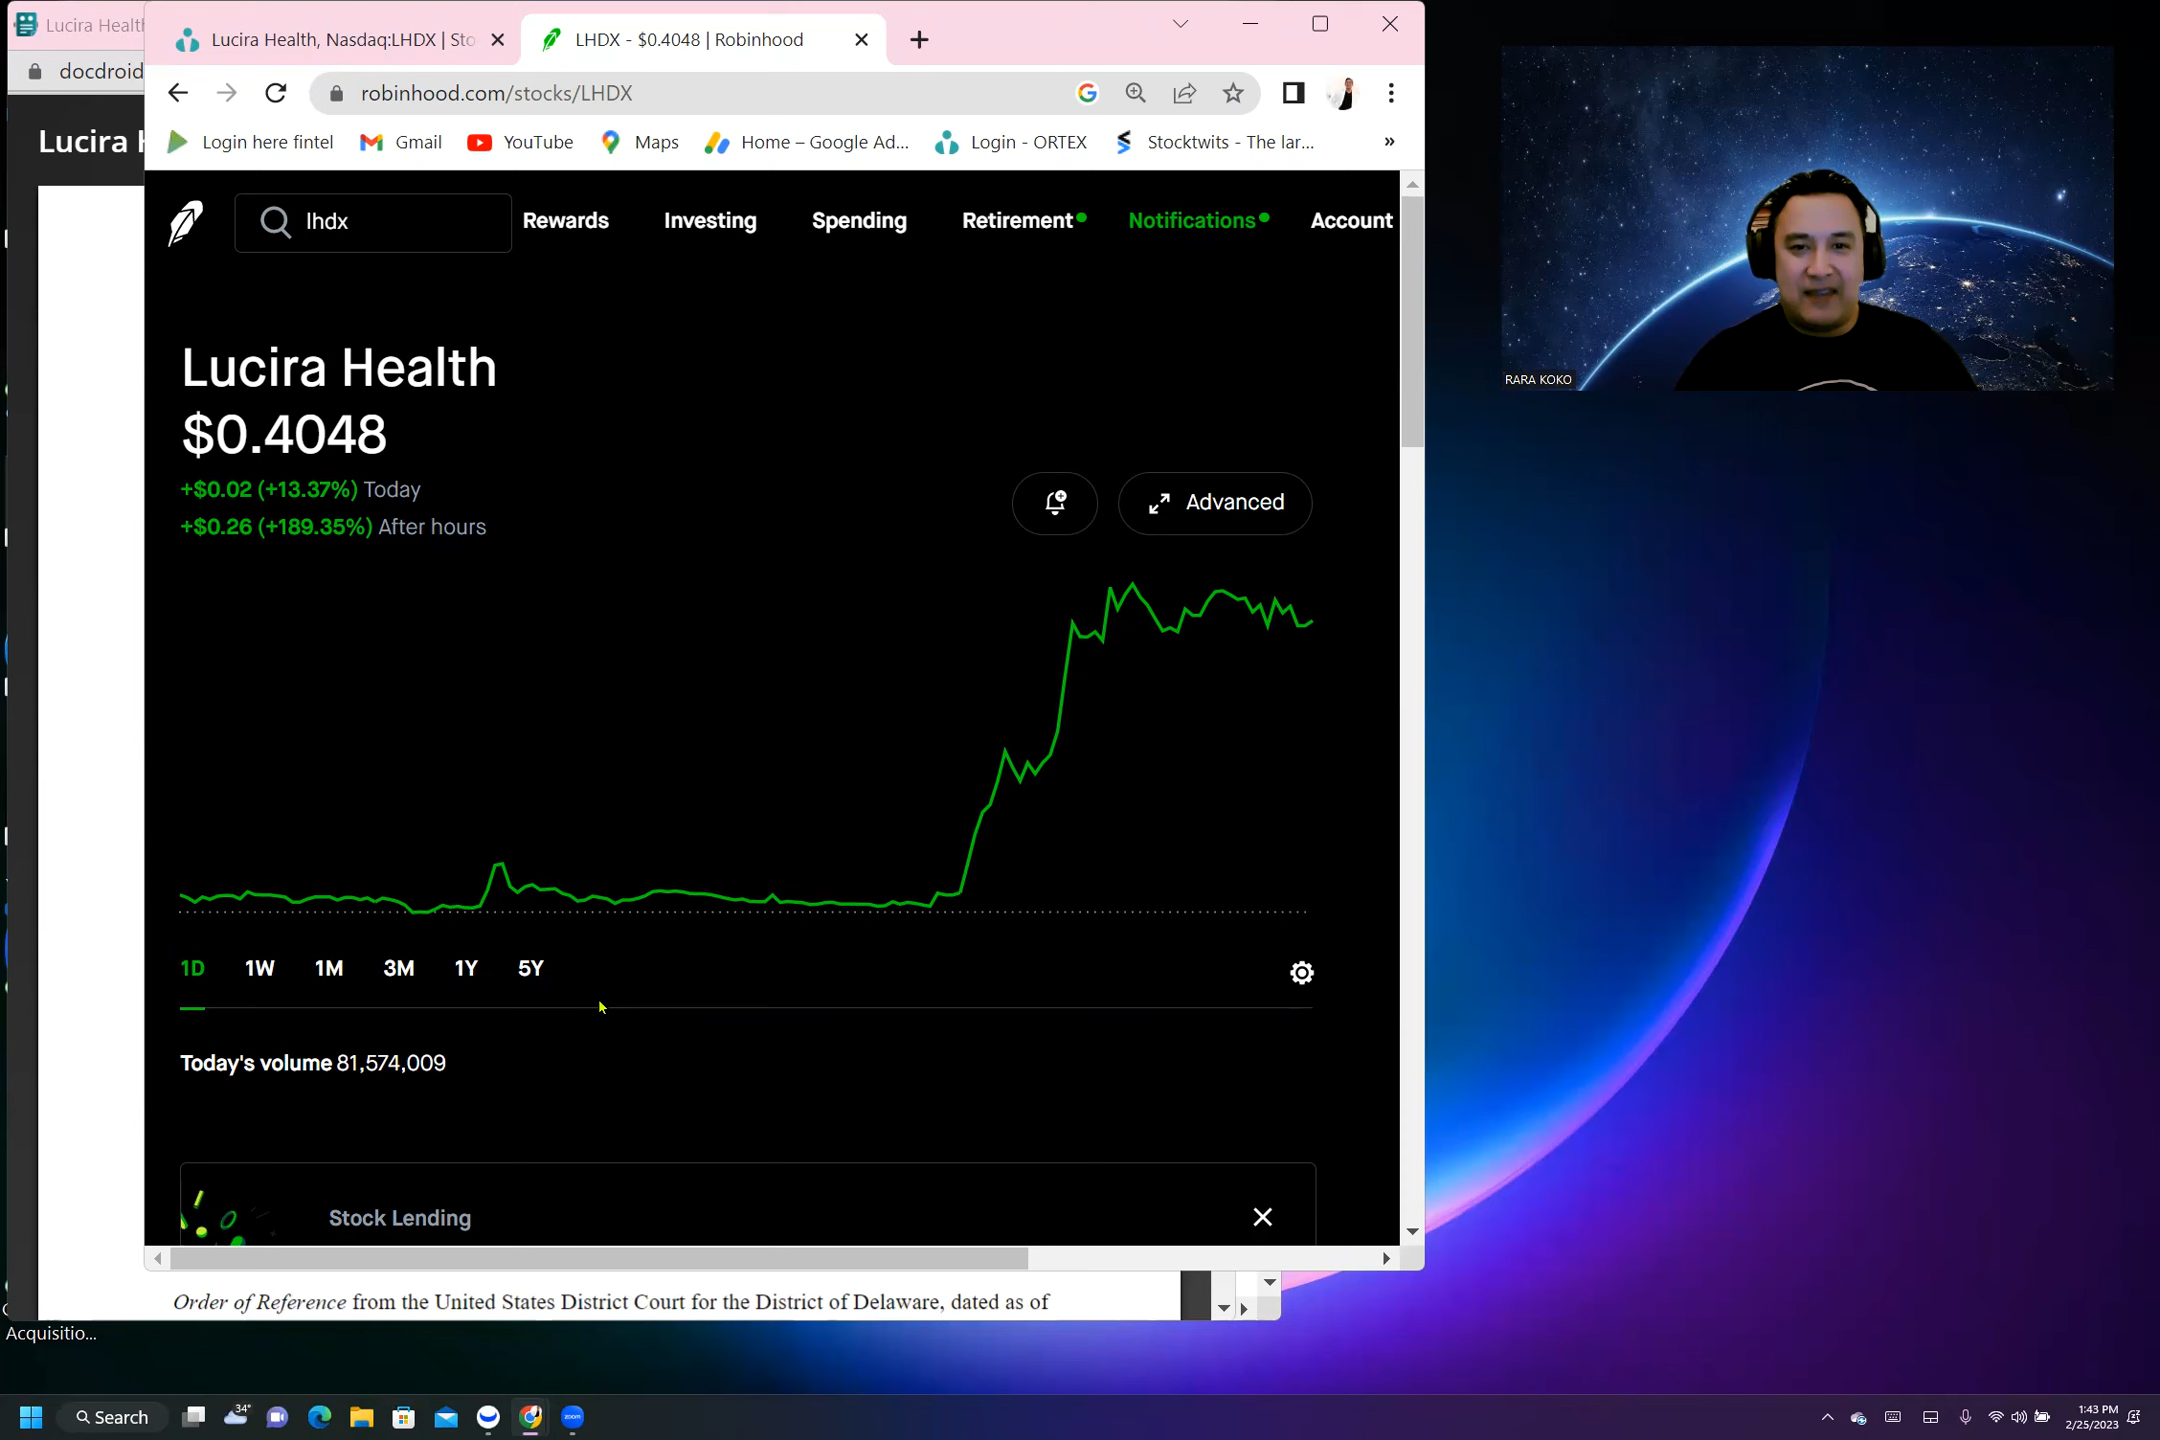 Lucira Healt
Lucira Health, Nasdaq:LHDX | Sto
LHDX - $0.4048 | Robinhood
docdroid
robinhood.com/stocks/LHDX
Login here fintel
Gmail
YouTube
Maps
Home – Google Ad...
Login - ORTEX
Stocktwits - The lar...
»
Lucira H
lhdx
Rewards
Investing
Spending
Retirement
Notifications
Account
RARA KOKO
Lucira Health
$0.4048
+$0.02 (+13.37%) Today
+$0.26 (+189.35%) After hours
Advanced
1D
1W
1M
3M
1Y
5Y
Today's volume 81,574,009
Stock Lending
Order of Reference from the United States District Court for the District of Delaware, dated as of
Acquisitio...
Search
34°
zoom
1:43 PM
2/25/2023